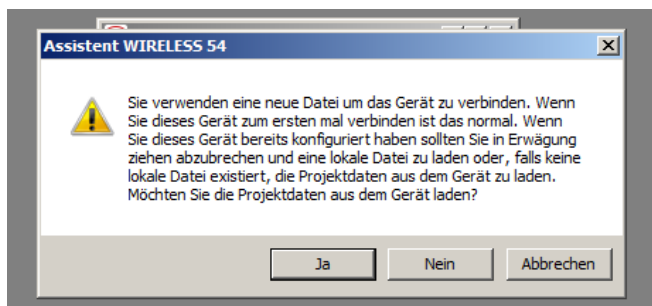 Assistent WIRELESS 54
Sie verwenden eine neue Datei um das Gerät zu verbinden. Wenn
Sie dieses Gerät zum ersten mal verbinden ist das normal. Wenn
Sie dieses Gerät bereits konfiguriert haben sollten Sie in Erwägung
ziehen abzubrechen und eine lokale Datei zu laden oder, falls keine
lokale Datei existiert, die Projektdaten aus dem Gerät zu laden.
Möchten Sie die Projektdaten aus dem Gerät laden?
Ja Nein Abbrechen